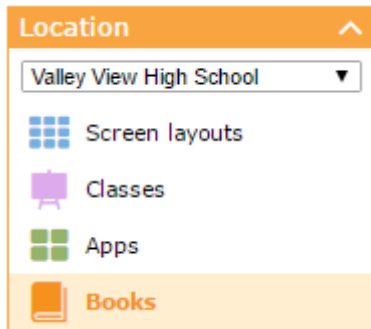 Location
Valley View High School
Screen layouts
Classes
Apps
Books